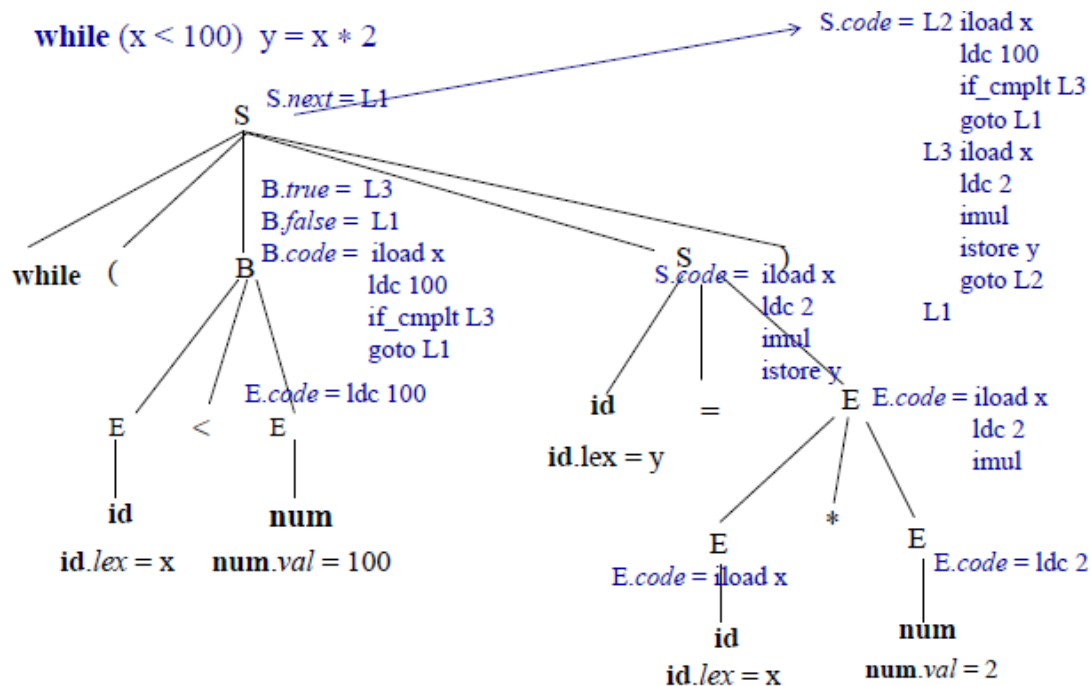 while (x < 100) y = x * 2
S.code = L2 iload x
ldc 100
if_cmplt L3
goto L1
L3 iload x
ldc 2
imul
istore y
goto L2
L1
S.next = L1
S
B.true = L3
B.false = L1
B.code = iload x
ldc 100
if_cmplt L3
goto L1
while ( B S )
S.code = iload x
ldc 2
imul
istore y
E.code = ldc 100
E < E
id = E
E.code = iload x
ldc 2
imul
id.lex = y
id num
id.lex = x num.val = 100
E * E
E.code = iload x
E.code = ldc 2
id num
id.lex = x num.val = 2